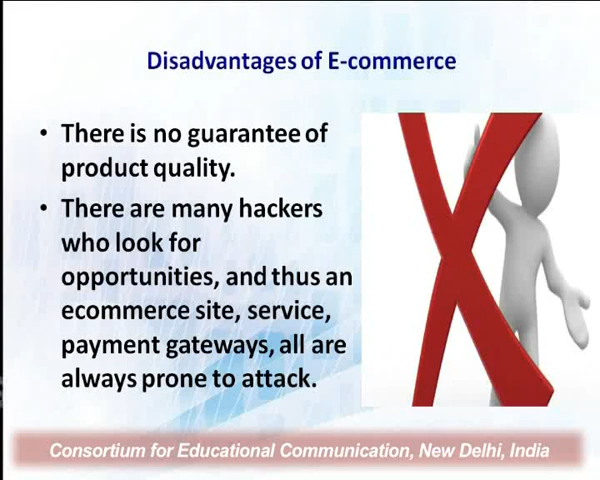 Disadvantages of E-commerce
• There is no guarantee of
product quality.
• There are many hackers
who look for
opportunities, and thus an
ecommerce site, service,
payment gateways, all are
always prone to attack.
Consortium for Educational Communication, New Delhi, India